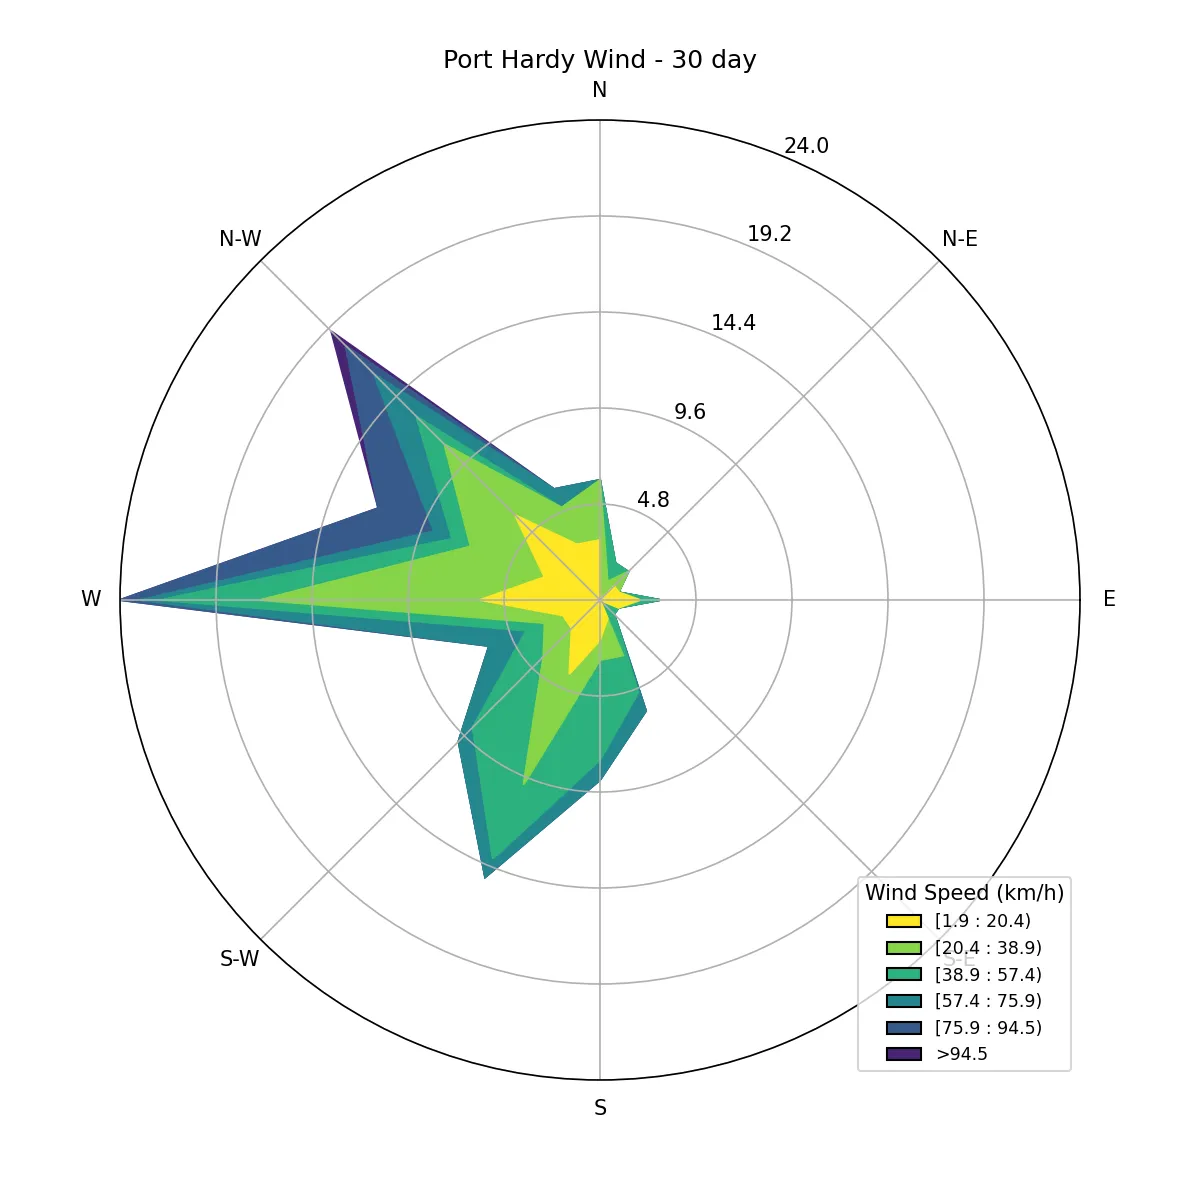 Port Hardy Wind - 30 day
N
24.0
N-W
N-E
19.2
14.4
9.6
4.8
W
E
S-W
S-E
S
Wind Speed (km/h)
[1.9 : 20.4)
[20.4 : 38.9)
[38.9 : 57.4)
[57.4 : 75.9)
[75.9 : 94.5)
>94.5